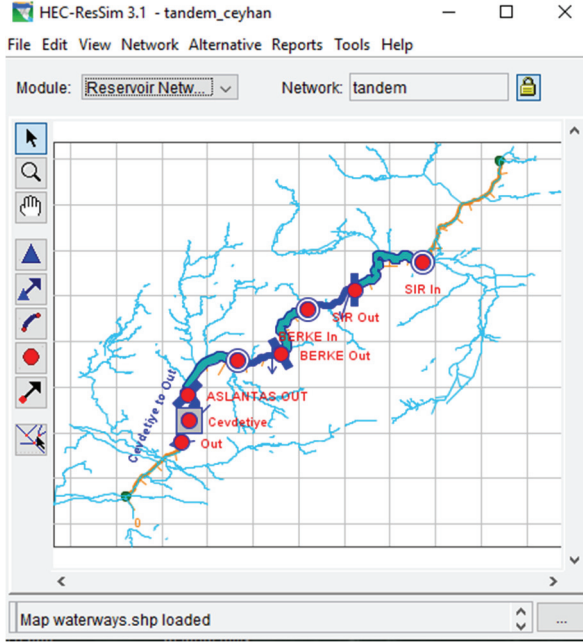 HEC-ResSim 3.1 - tandem_ceyhan
File Edit View Network Alternative Reports Tools Help
Module: Reservoir Netw... Network: tandem
SIR In
SIR Out
BERKE In
BERKE Out
ASLANTAS OUT
Cevdetiye
Cevdetiye to Out
Out
0
Map waterways.shp loaded
...